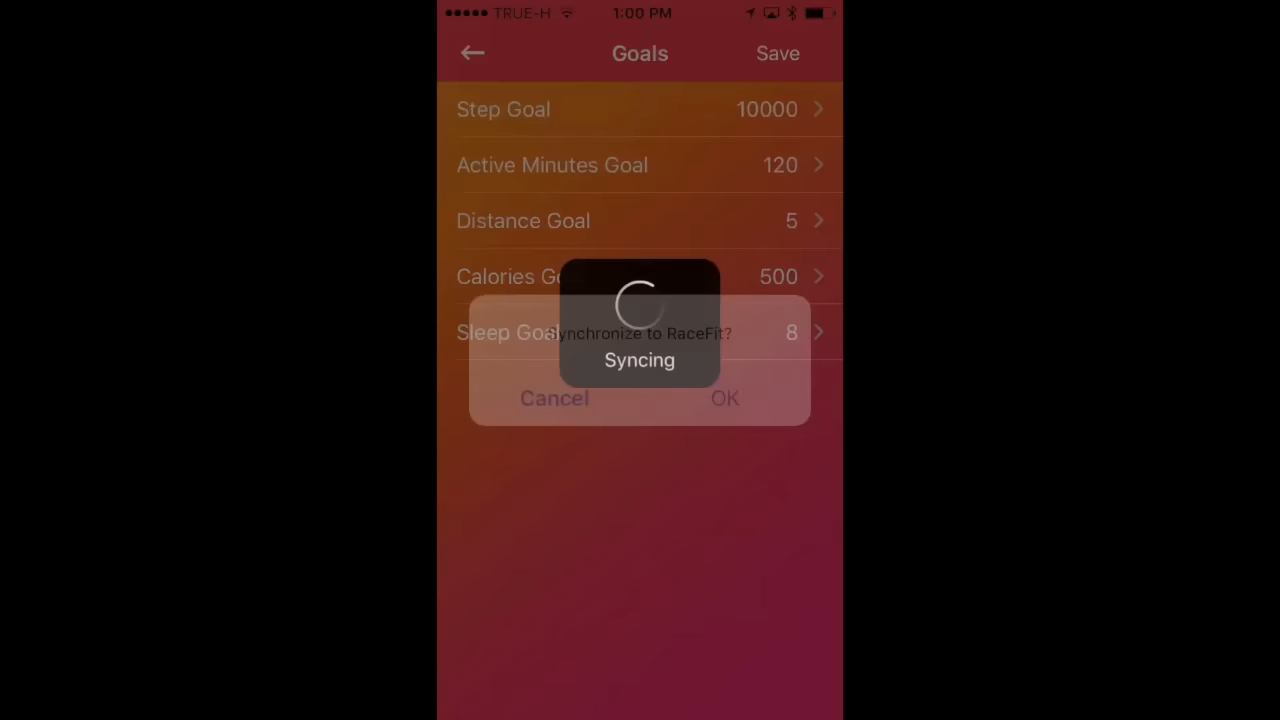 TRUE-H 1:00 PM
Goals Save
Step Goal 10000
Active Minutes Goal 120
Distance Goal 5
Calories Go 500
Sleep Goal 8
Synchronize to RaceFit?
Syncing
Cancel OK